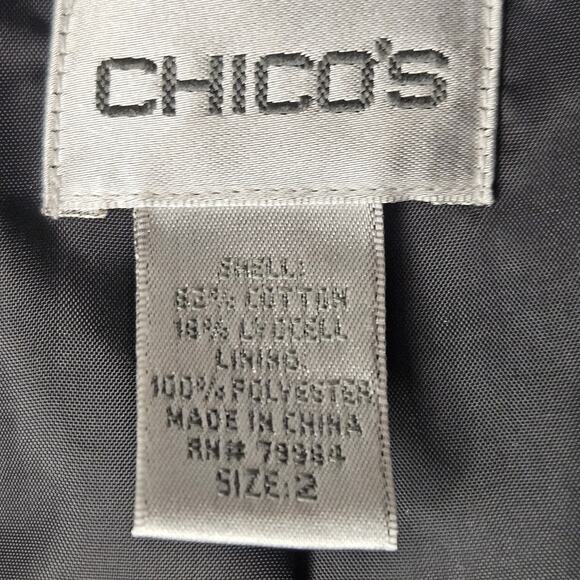 CHICO'S
SHELL:
82% COTTON
18% LYOCELL
LINING:
100% POLYESTER
MADE IN CHINA
RN# 79984
SIZE: 2